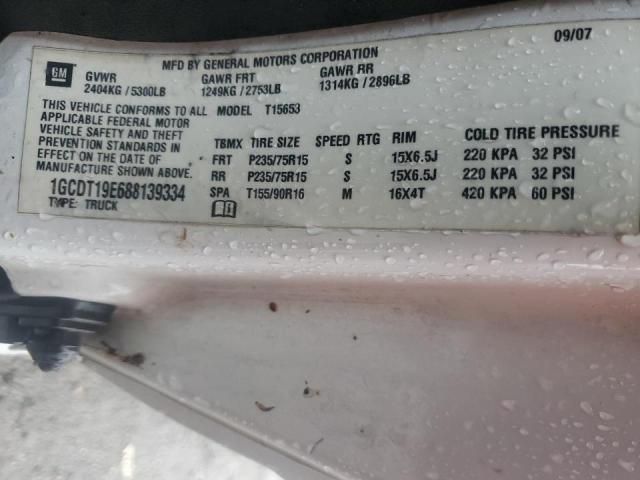 MFD BY GENERAL MOTORS CORPORATION 09/07
GM GVWR GAWR FRT GAWR RR
2404KG / 5300LB 1249KG / 2753LB 1314KG / 2896LB
THIS VEHICLE CONFORMS TO ALL MODEL T15653
APPLICABLE FEDERAL MOTOR
VEHICLE SAFETY AND THEFT
PREVENTION STANDARDS
IN EFFECT ON THE DATE OF
MANUFACTURE SHOWN ABOVE.
1GCDT19E688139334
TYPE: TRUCK
TBMX TIRE SIZE SPEED RTG RIM COLD TIRE PRESSURE
FRT P235/75R15 S 15X6.5J 220 KPA 32 PSI
RR P235/75R15 S 15X6.5J 220 KPA 32 PSI
SPA T155/90R16 M 16X4T 420 KPA 60 PSI